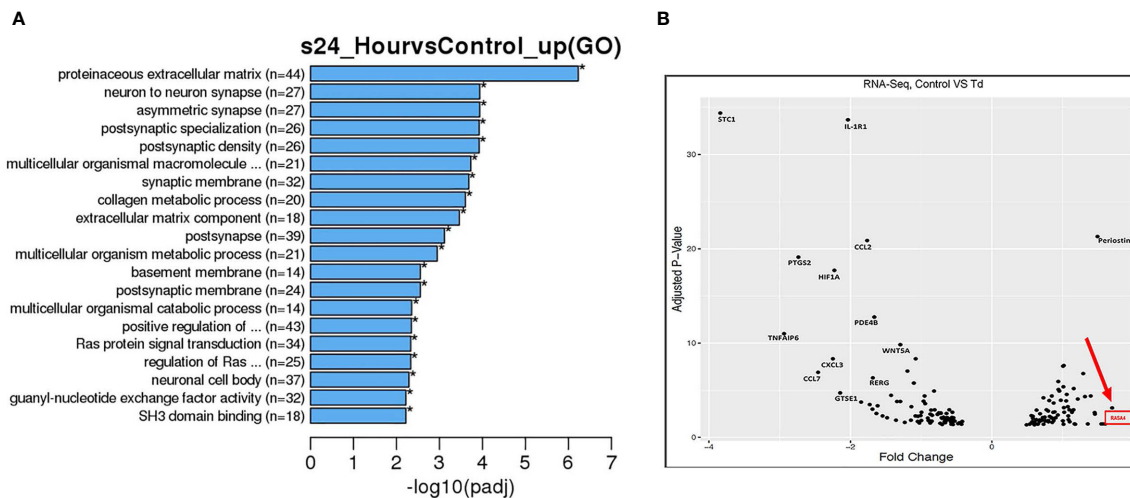 A
s24_HourvsControl_up(GO)
proteinaceous extracellular matrix (n=44)
neuron to neuron synapse (n=27)
asymmetric synapse (n=27)
postsynaptic specialization (n=26)
postsynaptic density (n=26)
multicellular organismal macromolecule ... (n=21)
synaptic membrane (n=32)
collagen metabolic process (n=20)
extracellular matrix component (n=18)
postsynapse (n=39)
multicellular organism metabolic process (n=21)
basement membrane (n=14)
postsynaptic membrane (n=24)
multicellular organismal catabolic process (n=14)
positive regulation of ... (n=43)
Ras protein signal transduction (n=34)
regulation of Ras ... (n=25)
neuronal cell body (n=37)
guanyl-nucleotide exchange factor activity (n=32)
SH3 domain binding (n=18)
* * * * * * * * * * * * * * * * * * * *
0 1 2 3 4 5 6 7
-log10(padj)
B
RNA-Seq, Control VS Td
Adjusted P-Value
30
20
10
0
STC1
IL-1R1
Periostin
CCL2
PTGS2
HIF1A
PDE4B
TNFAIP6
WNT5A
CXCL3
CCL7
RERG
GTSE1
RASA4
-4 -2 0
Fold Change